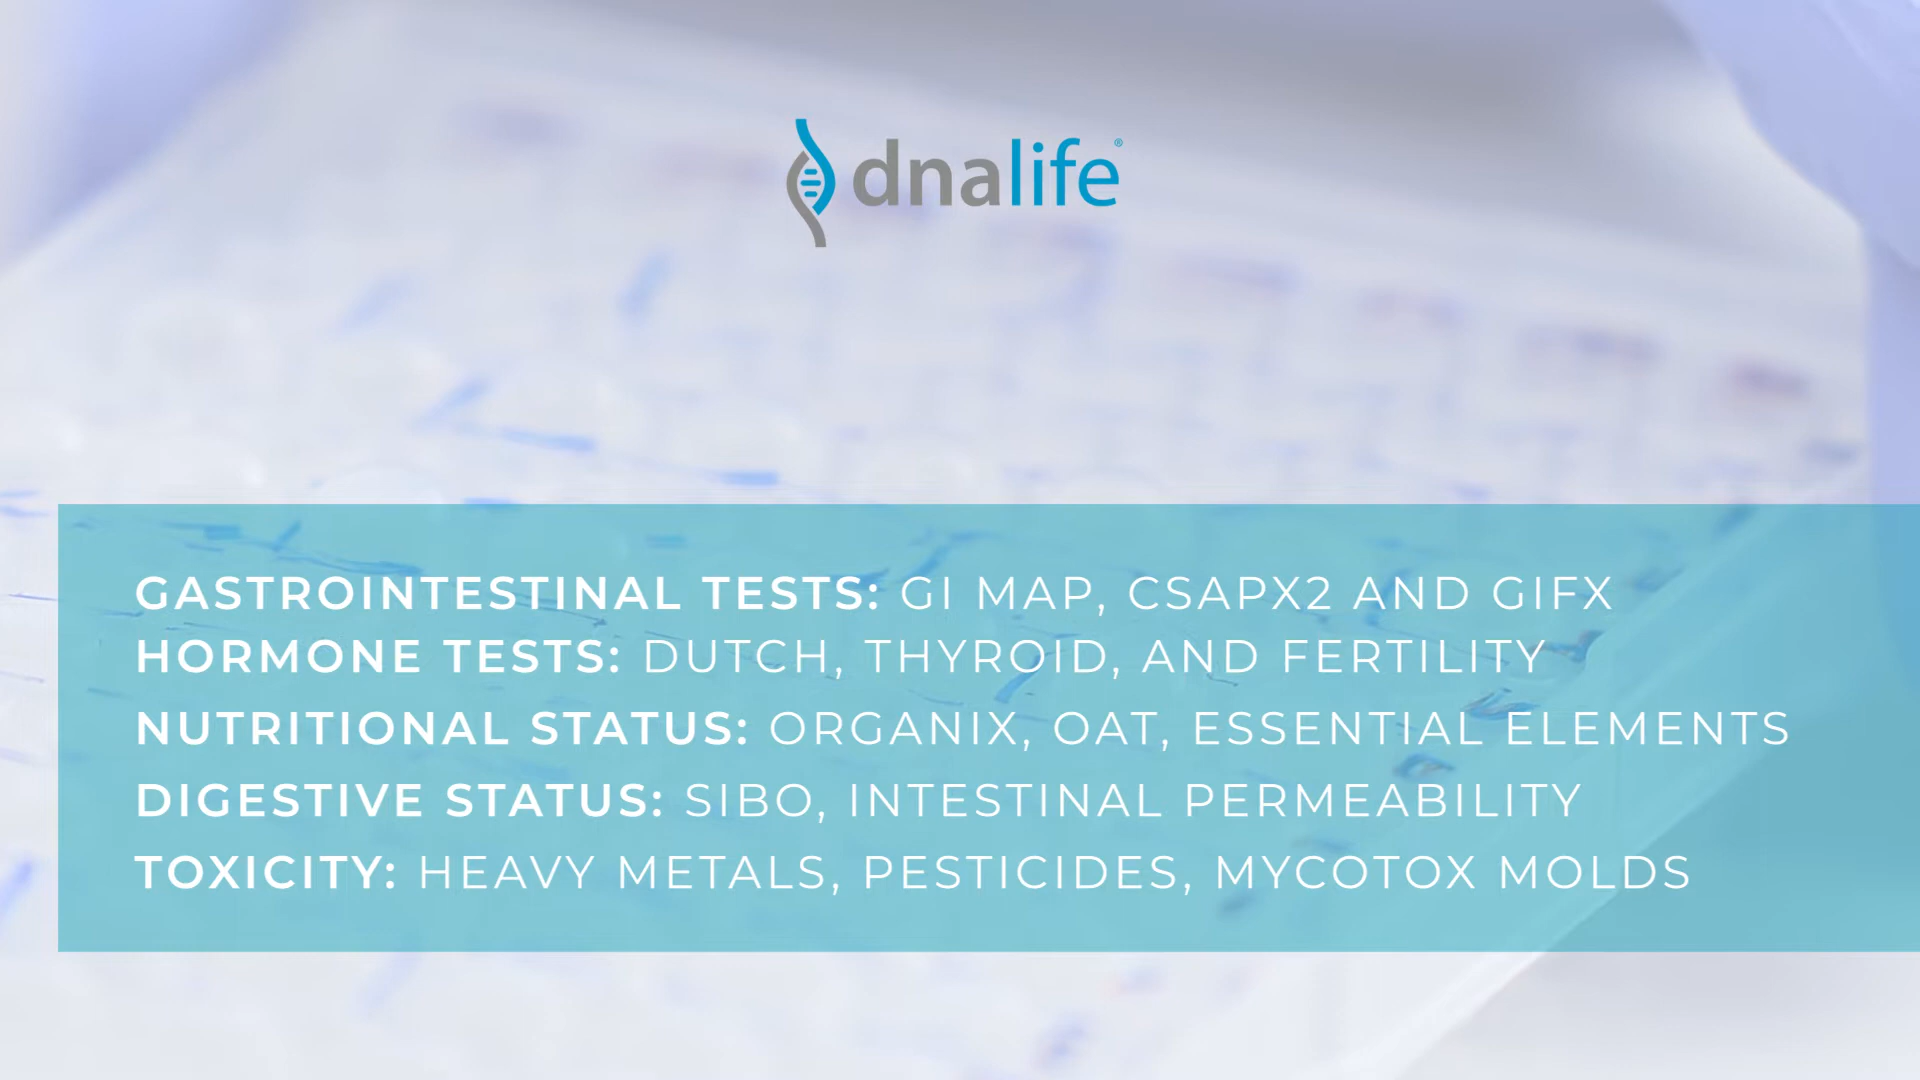 dnalife®
GASTROINTESTINAL TESTS: GI MAP, CSAPX2 AND GIFX
HORMONE TESTS: DUTCH, THYROID, AND FERTILITY
NUTRITIONAL STATUS: ORGANIX, OAT, ESSENTIAL ELEMENTS
DIGESTIVE STATUS: SIBO, INTESTINAL PERMEABILITY
TOXICITY: HEAVY METALS, PESTICIDES, MYCOTOX MOLDS